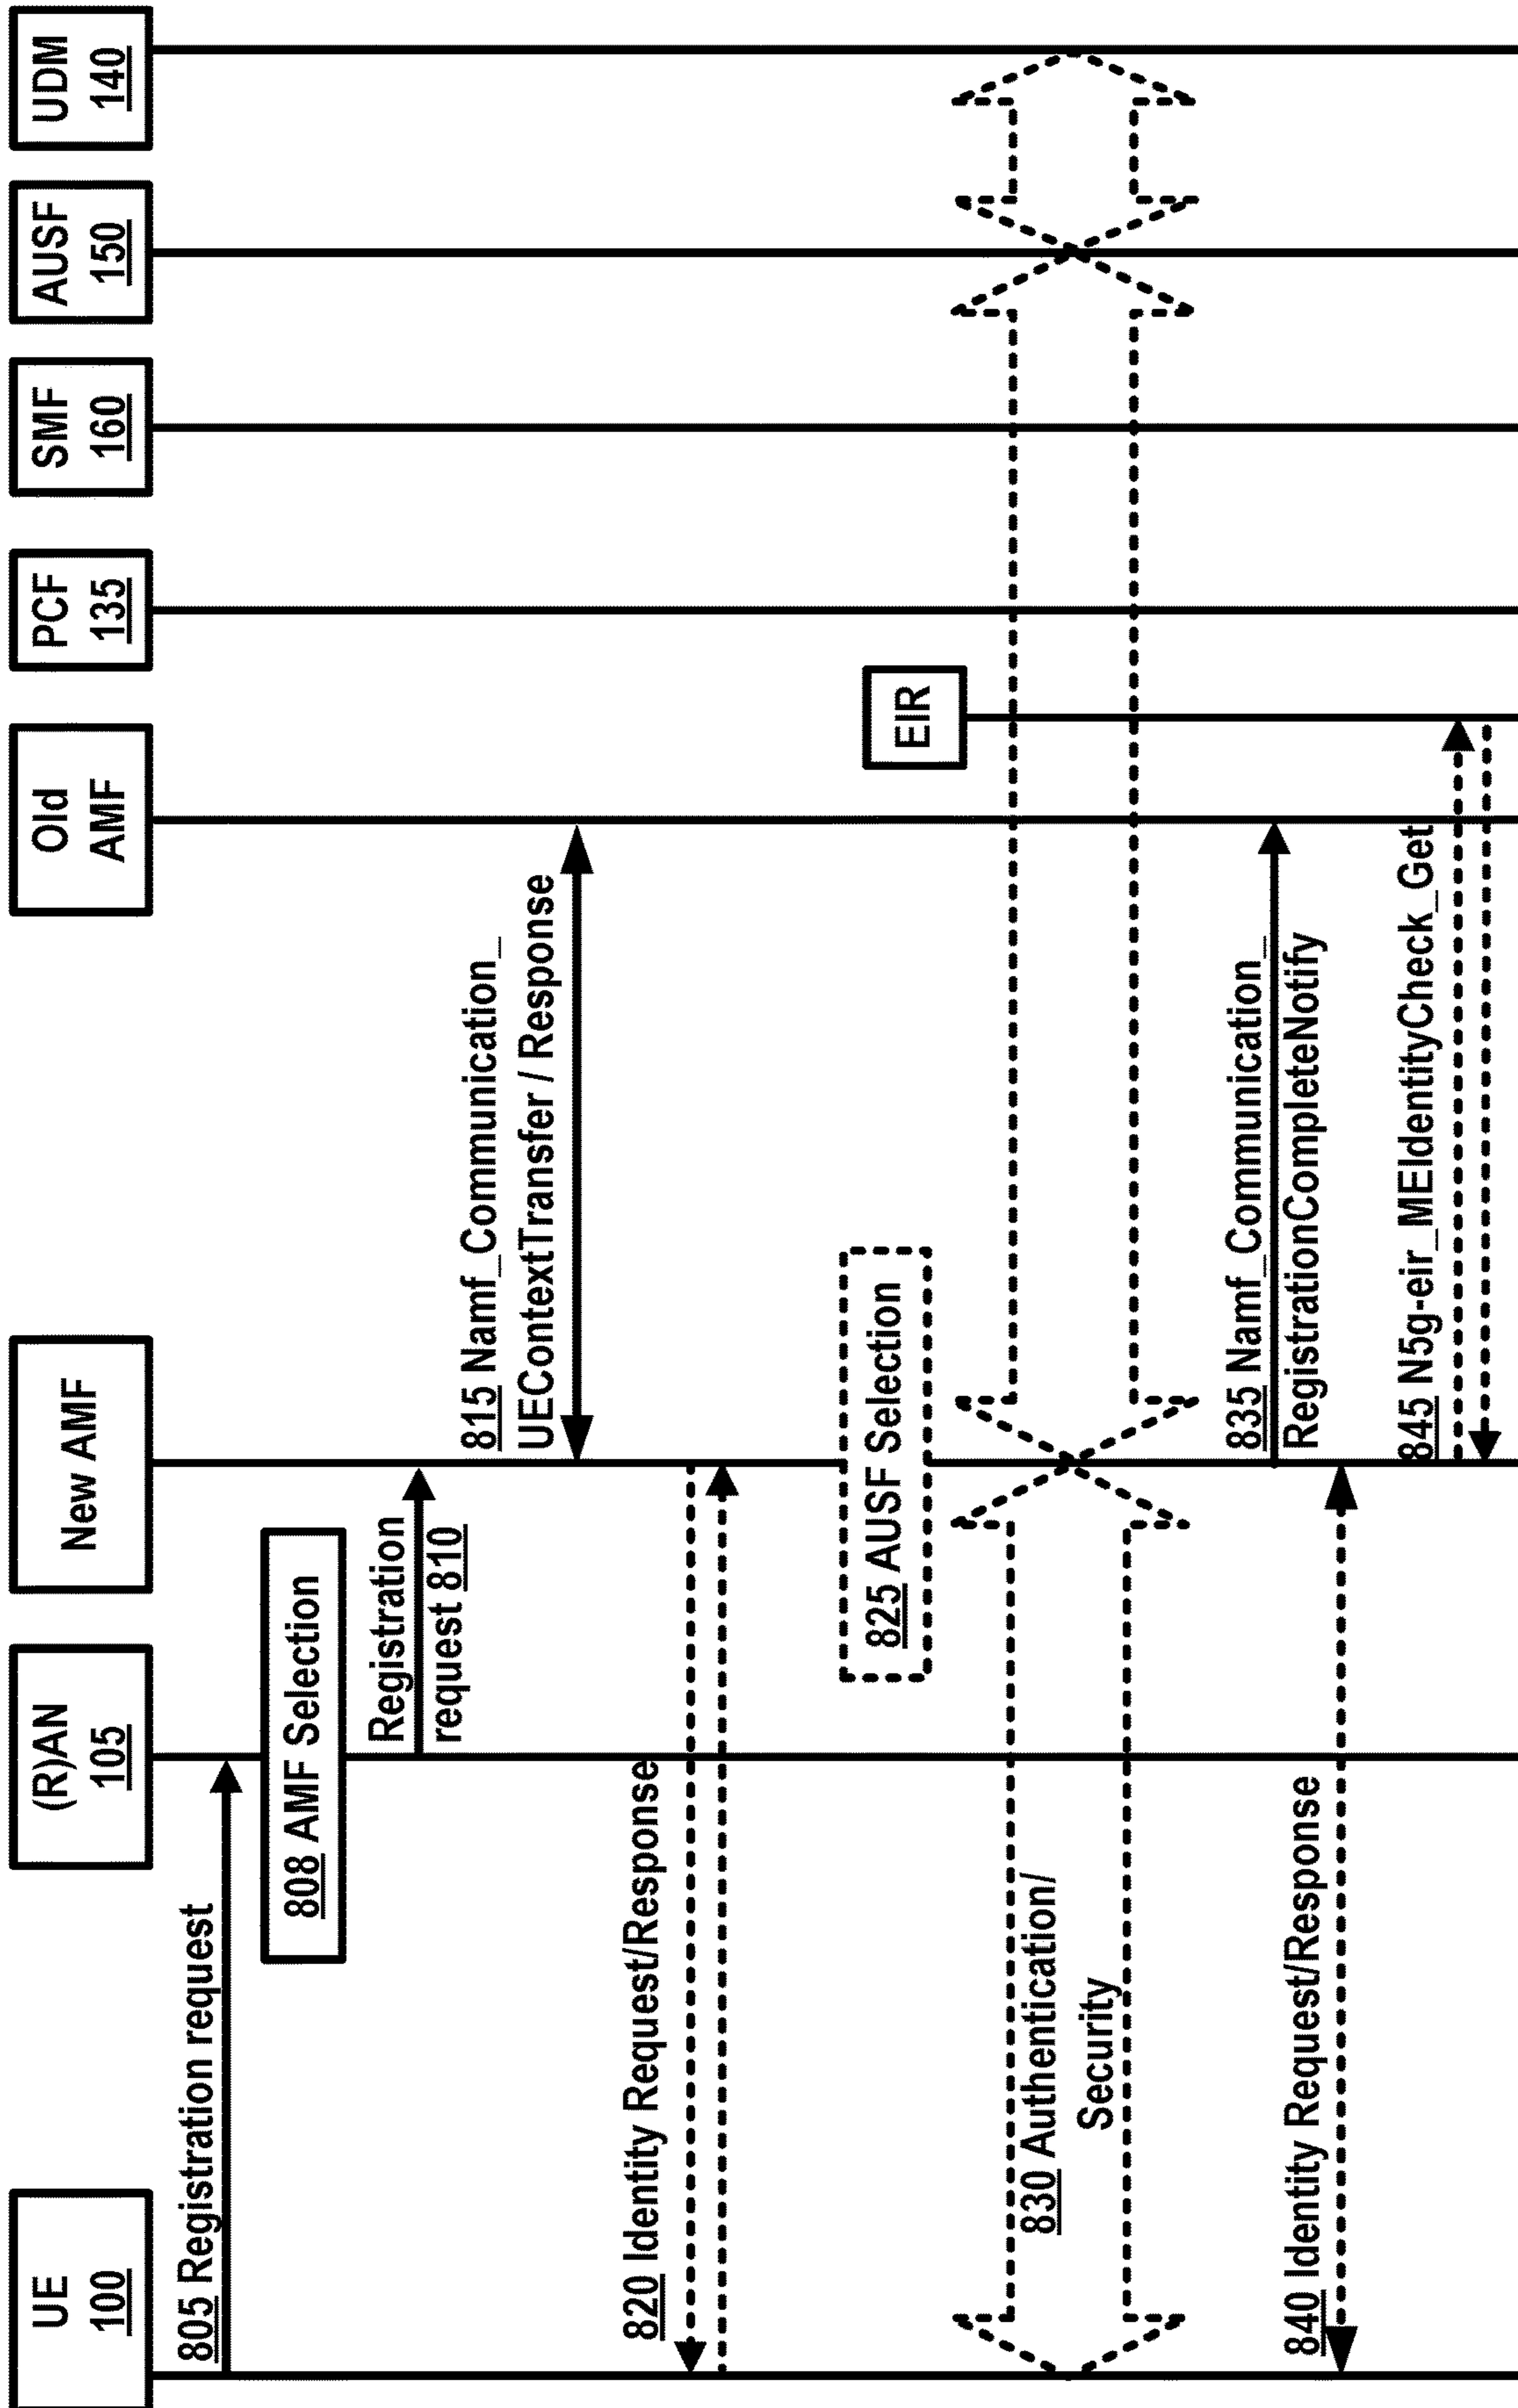 UE
100
(R)AN
105
New AMF
Old
AMF
PCF
135
SMF
160
AUSF
150
UDM
140
805 Registration request
808 AMF Selection
Registration
request 810
815 Namf_Communication_
UEContextTransfer / Response
820 Identity Request/Response
825 AUSF Selection
EIR
830 Authentication/
Security
835 Namf_Communication_
RegistrationCompleteNotify
840 Identity Request/Response
845 N5g-eir_MEIdentityCheck_Get